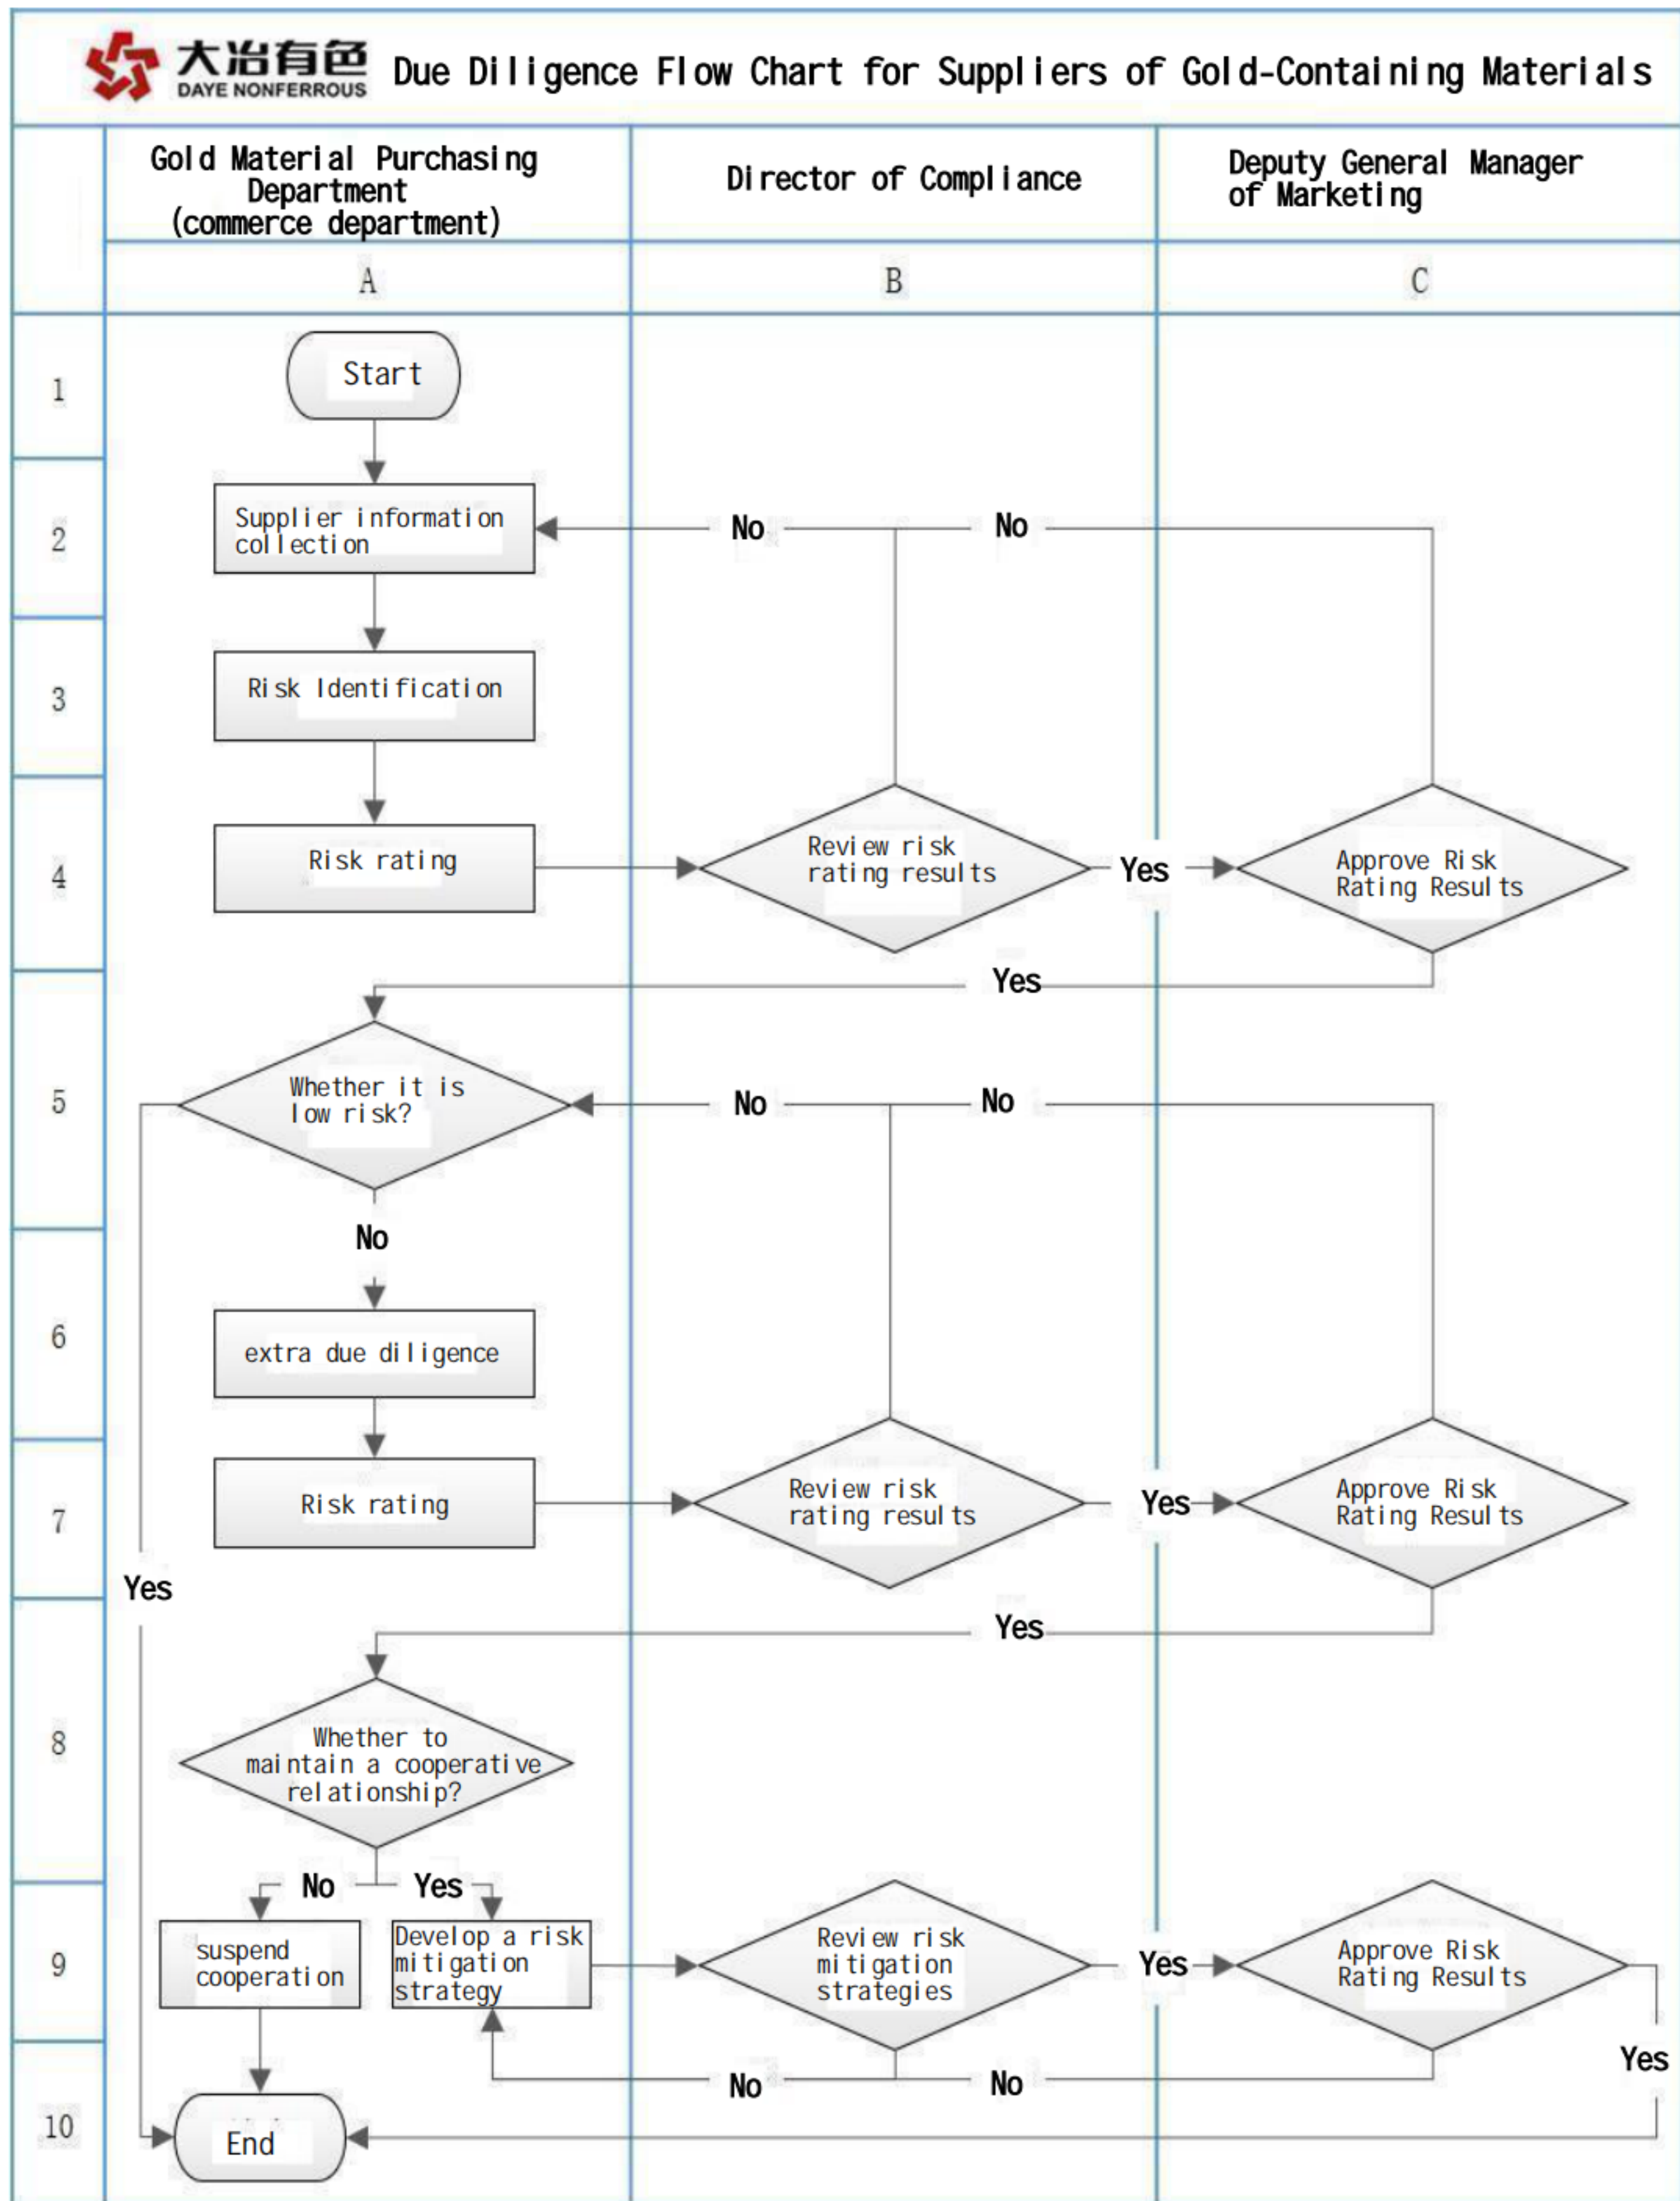 大冶有色
DAYE NONFERROUS
Due Diligence Flow Chart for Suppliers of Gold-Containing Materials
Gold Material Purchasing
Department
(commerce department)
Director of Compliance
Deputy General Manager
of Marketing
A
B
C
1
Start
2
Supplier information
collection
No
No
3
Risk Identification
4
Risk rating
Review risk
rating results
Yes
Approve Risk
Rating Results
Yes
5
Whether it is
low risk?
No
No
No
6
extra due diligence
7
Risk rating
Review risk
rating results
Yes
Approve Risk
Rating Results
Yes
Yes
8
Whether to
maintain a cooperative
relationship?
No
Yes
9
suspend
cooperation
Develop a risk
mitigation
strategy
Review risk
mitigation
strategies
Yes
Approve Risk
Rating Results
Yes
No
No
10
End